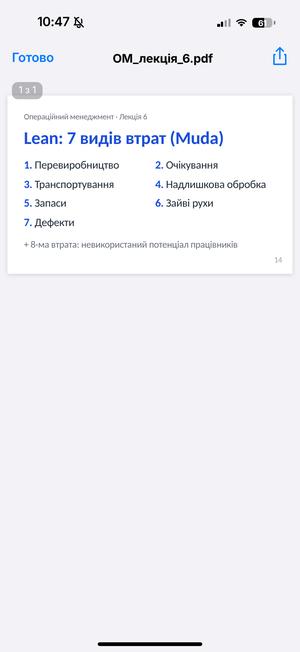 10:47
6
Готово
ОМ_лекція_6.pdf
1 з 1
Операційний менеджмент · Лекція 6
Lean: 7 видів втрат (Muda)
1. Перевиробництво
2. Очікування
3. Транспортування
4. Надлишкова обробка
5. Запаси
6. Зайві рухи
7. Дефекти
+ 8-ма втрата: невикористаний потенціал працівників
14